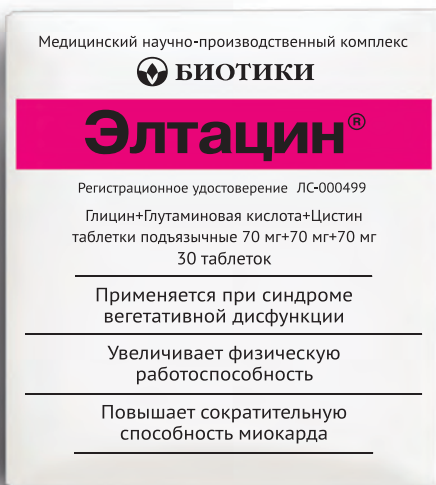 Медицинский научно-производственный комплекс
БИОТИКИ
Элтацин®
Регистрационное удостоверение ЛС-000499
Глицин+Глутаминовая кислота+Цистин
таблетки подъязычные 70 мг+70 мг+70 мг
30 таблеток
Применяется при синдроме
вегетативной дисфункции
Увеличивает физическую
работоспособность
Повышает сократительную
способность миокарда